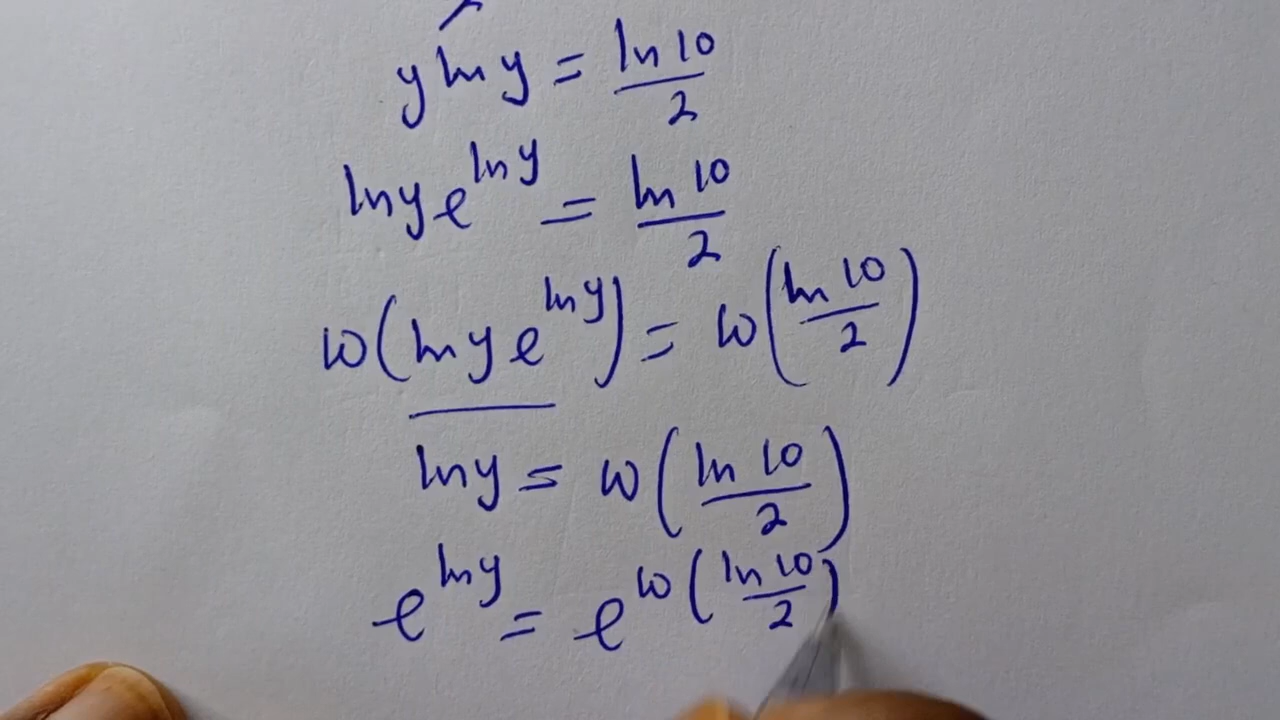 y ln y = ln 10 / 2
ln y e^{ln y} = ln 10 / 2
W(ln y e^{ln y}) = W(ln 10 / 2)
ln y = W(ln 10 / 2)
e^{ln y} = e^{W(ln 10 / 2)}